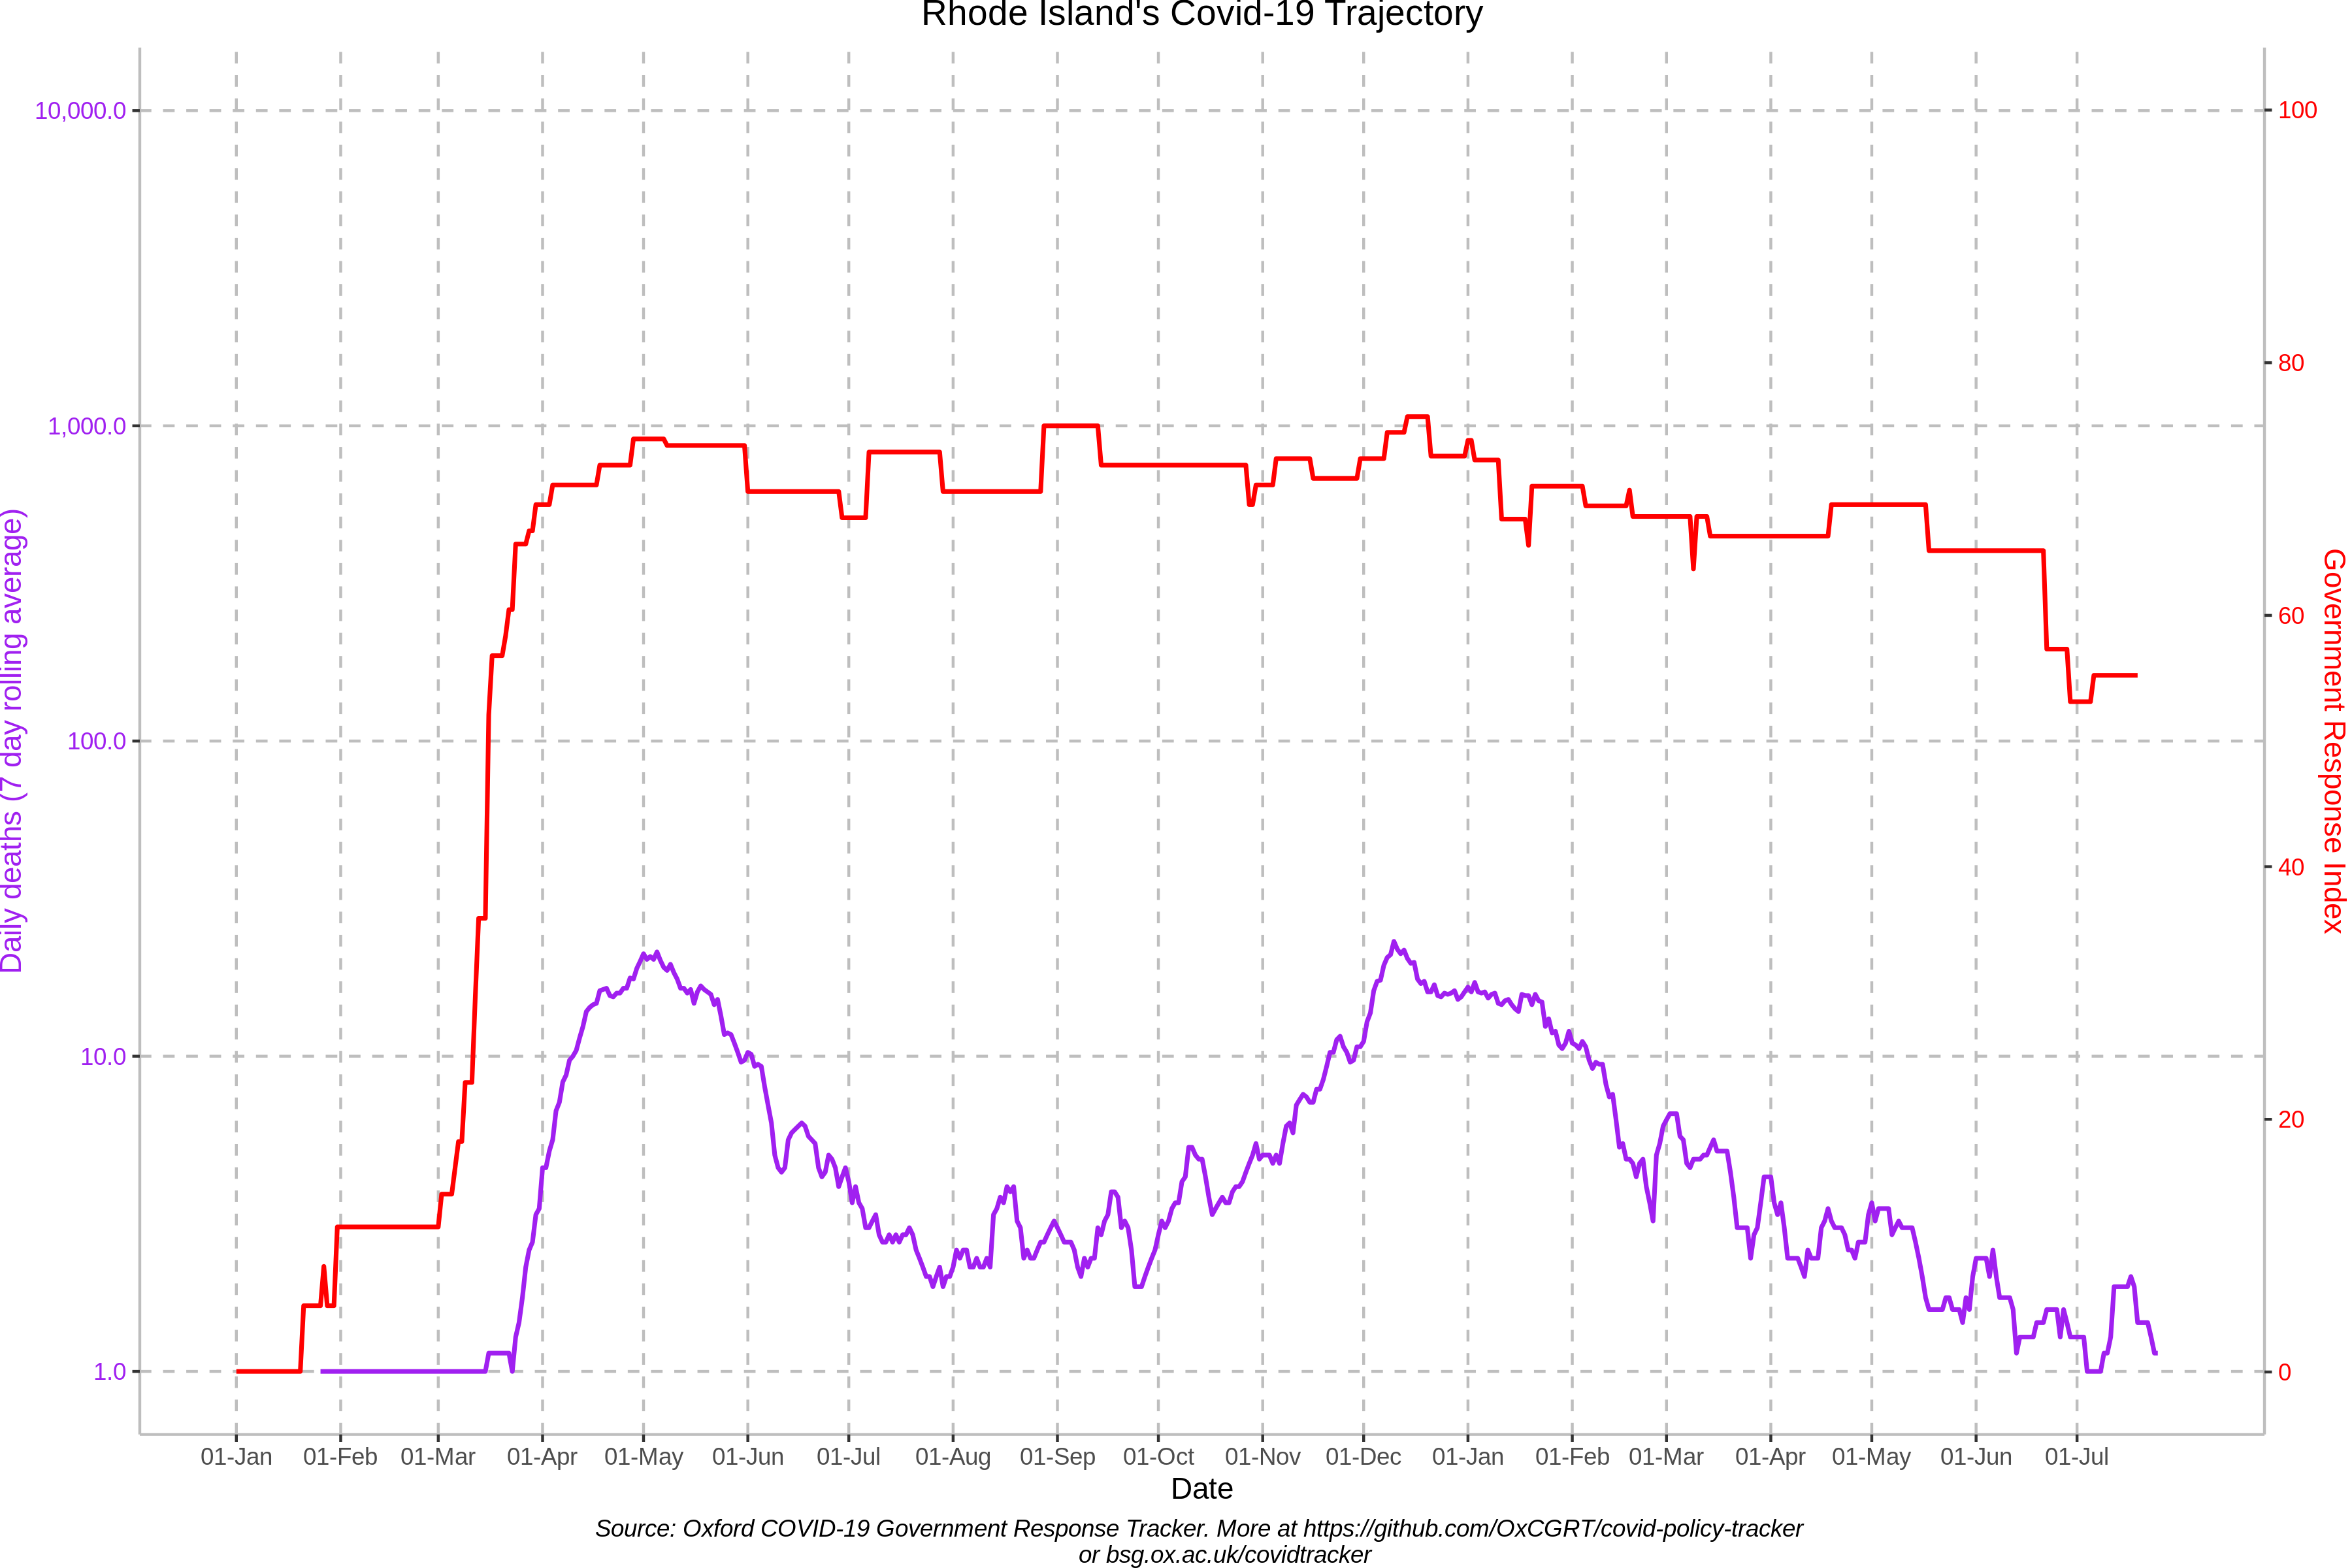 Rhode Island's Covid-19 Trajectory
10,000.0
1,000.0
100.0
10.0
1.0
Daily deaths (7 day rolling average)
100
80
60
40
20
0
Government Response Index
01-Jan 01-Feb 01-Mar 01-Apr 01-May 01-Jun 01-Jul 01-Aug 01-Sep 01-Oct 01-Nov 01-Dec 01-Jan 01-Feb 01-Mar 01-Apr 01-May 01-Jun 01-Jul
Date
Source: Oxford COVID-19 Government Response Tracker. More at https://github.com/OxCGRT/covid-policy-tracker
or bsg.ox.ac.uk/covidtracker